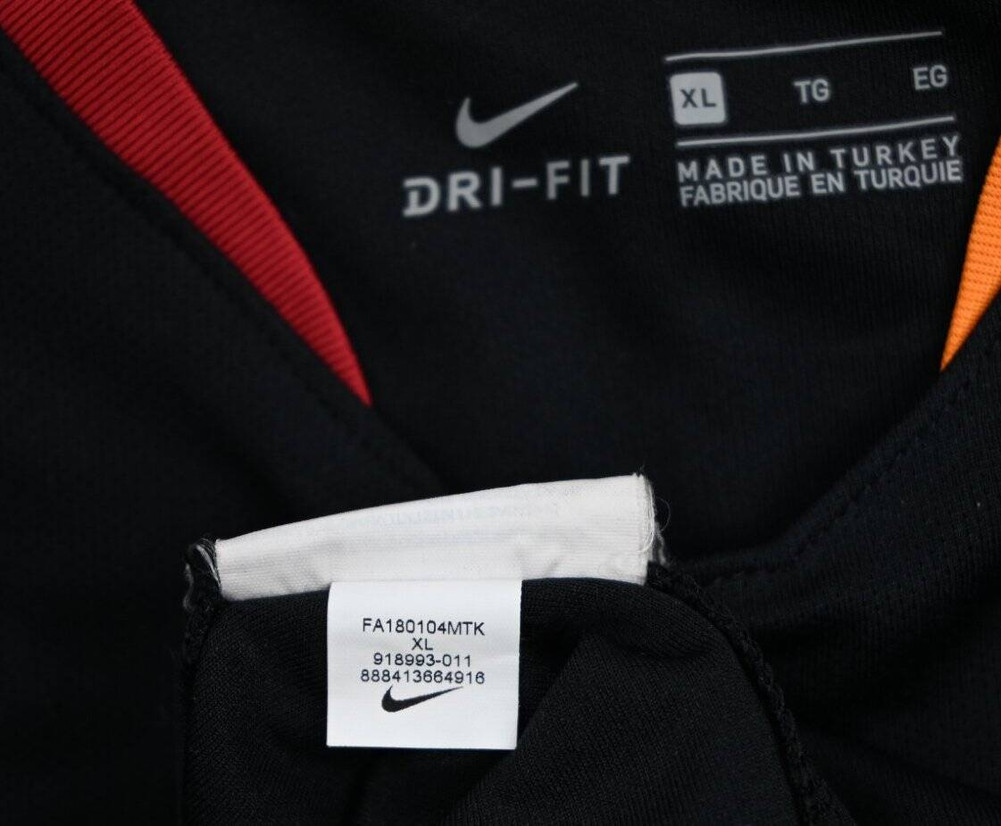 DRI-FIT
XL TG EG
MADE IN TURKEY
FABRIQUE EN TURQUIE
FA180104MTK
XL
918993-011
888413664916